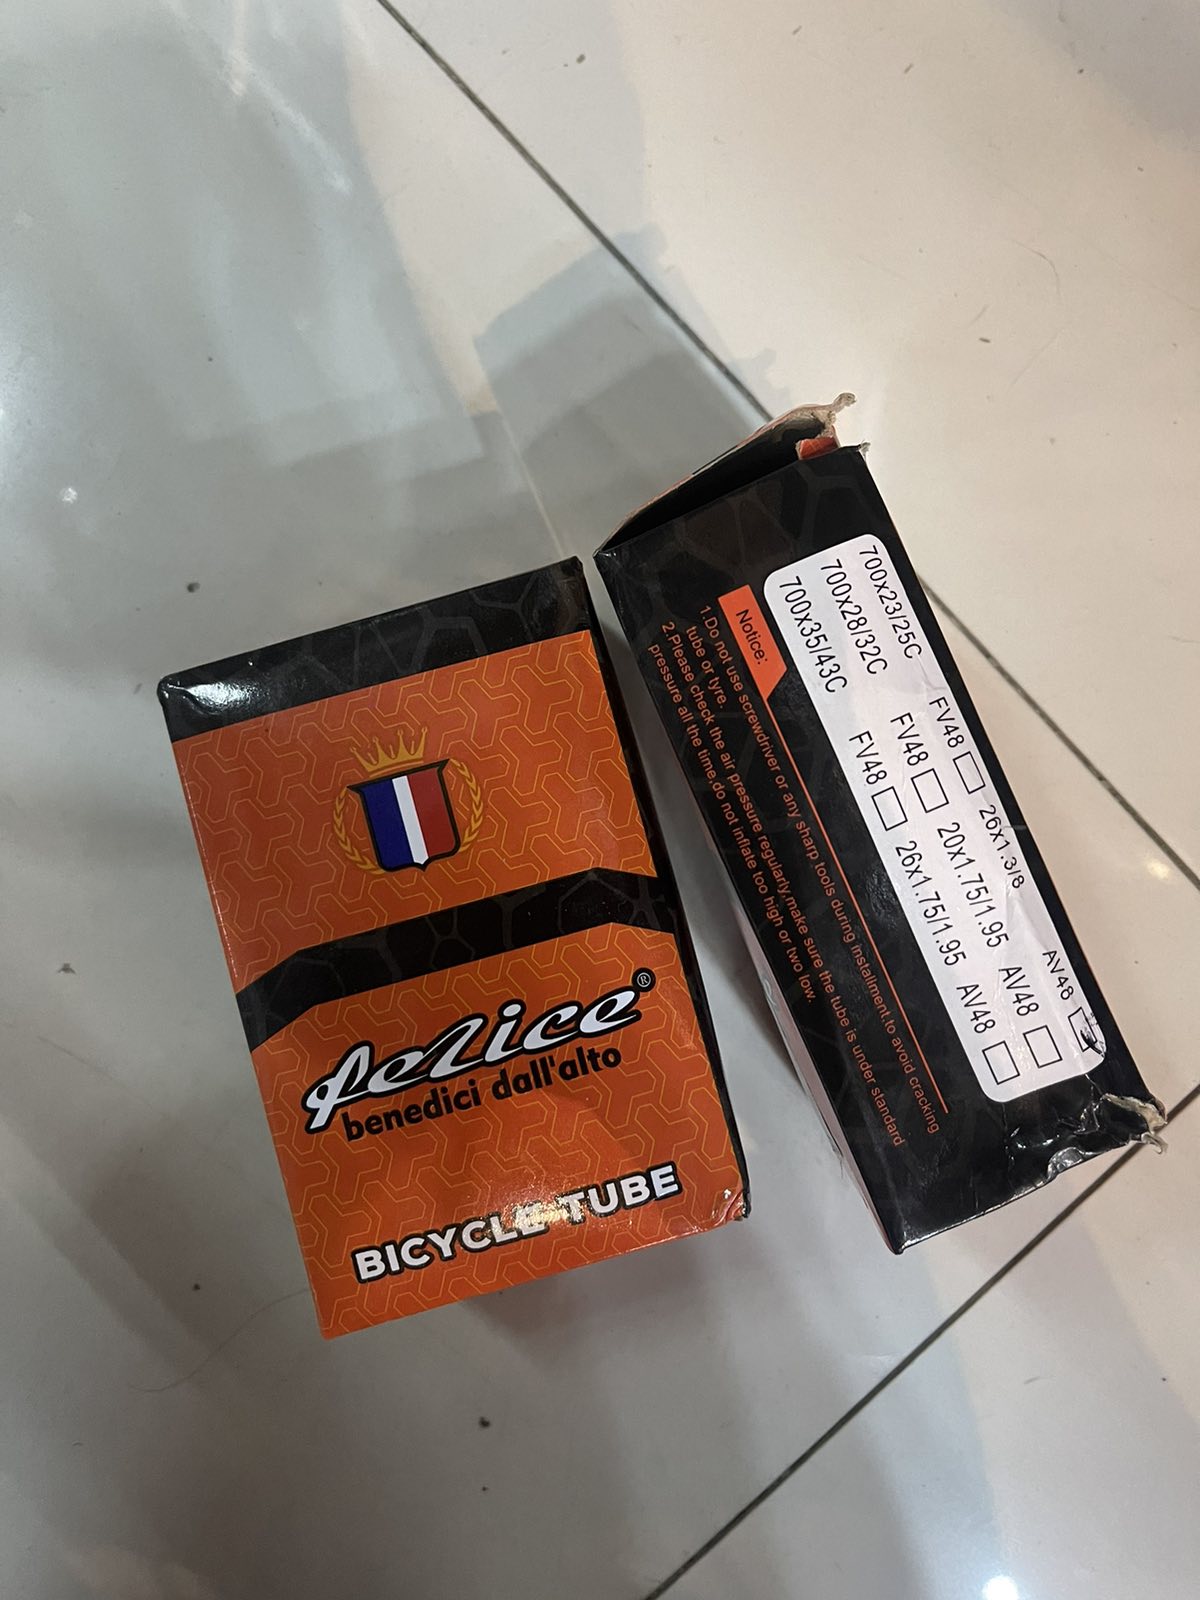 felice®
benedici dall'alto
BICYCLE TUBE
700x23/25C FV48 26x1.3/8 AV48
700x28/32C FV48 20x1.75/1.95 AV48
700x35/43C FV48 26x1.75/1.95 AV48
Notice:
1.Do not use screwdriver or any sharp tools during installment,to avoid cracking
tube or tyre.
2.Please check the air pressure regularly,make sure the tube is under standard
pressure all the time,do not inflate too high or two low.